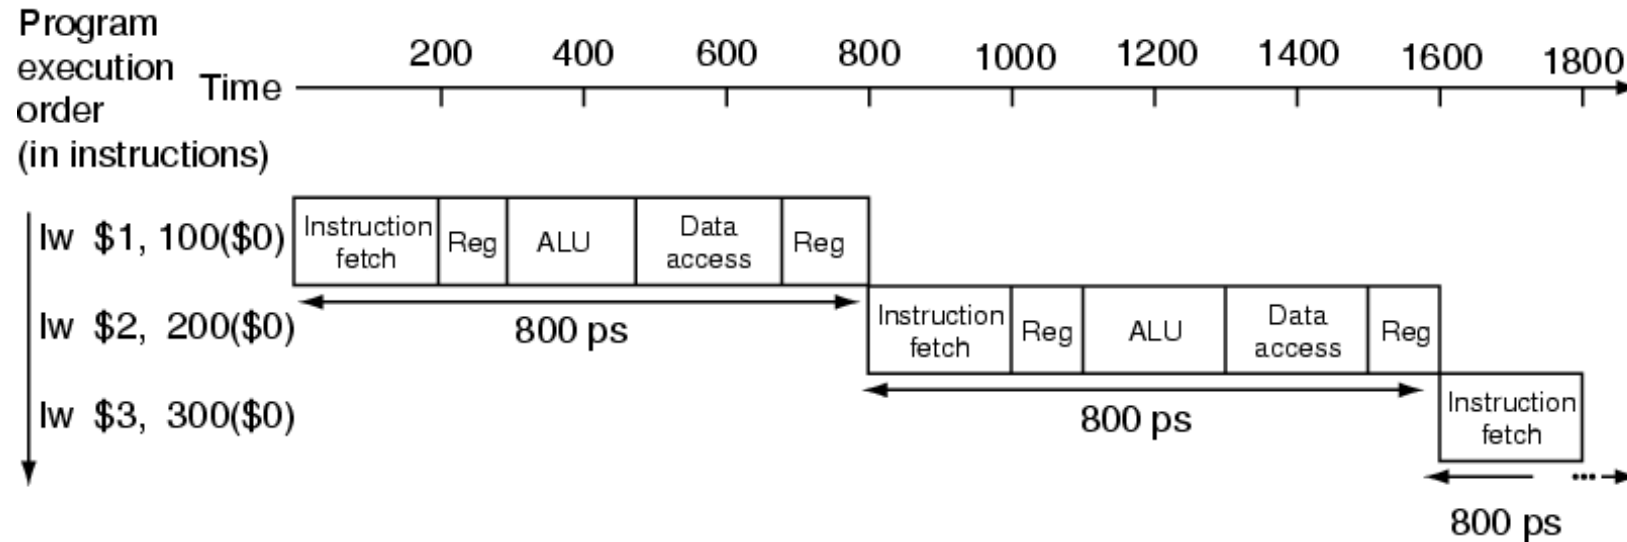 Program
execution
order
(in instructions)
Time
200 400 600 800 1000 1200 1400 1600 1800
lw $1, 100($0)
Instruction
fetch
Reg
ALU
Data
access
Reg
800 ps
lw $2, 200($0)
Instruction
fetch
Reg
ALU
Data
access
Reg
800 ps
lw $3, 300($0)
Instruction
fetch
...
800 ps